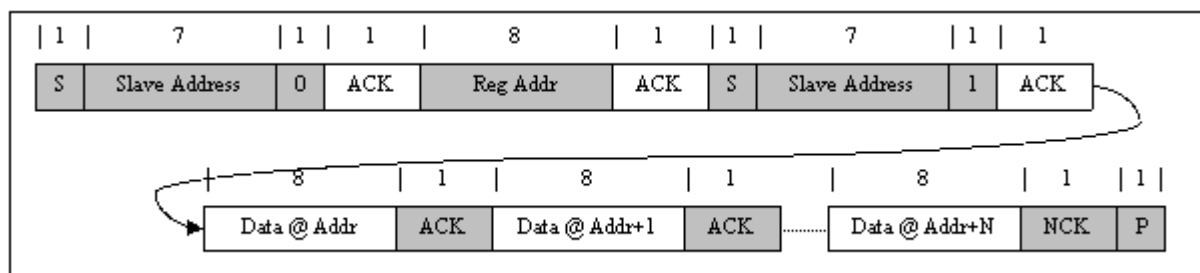 | 1 | 7 | 1 | 1 | 8 | 1 | 1 | 7 | 1 | 1
S Slave Address 0 ACK Reg Addr ACK S Slave Address 1 ACK
| 8 | 1 | 8 | 1 | 8 | 1 | 1 |
Data @ Addr ACK Data @ Addr+1 ACK .......... Data @ Addr+N NCK P